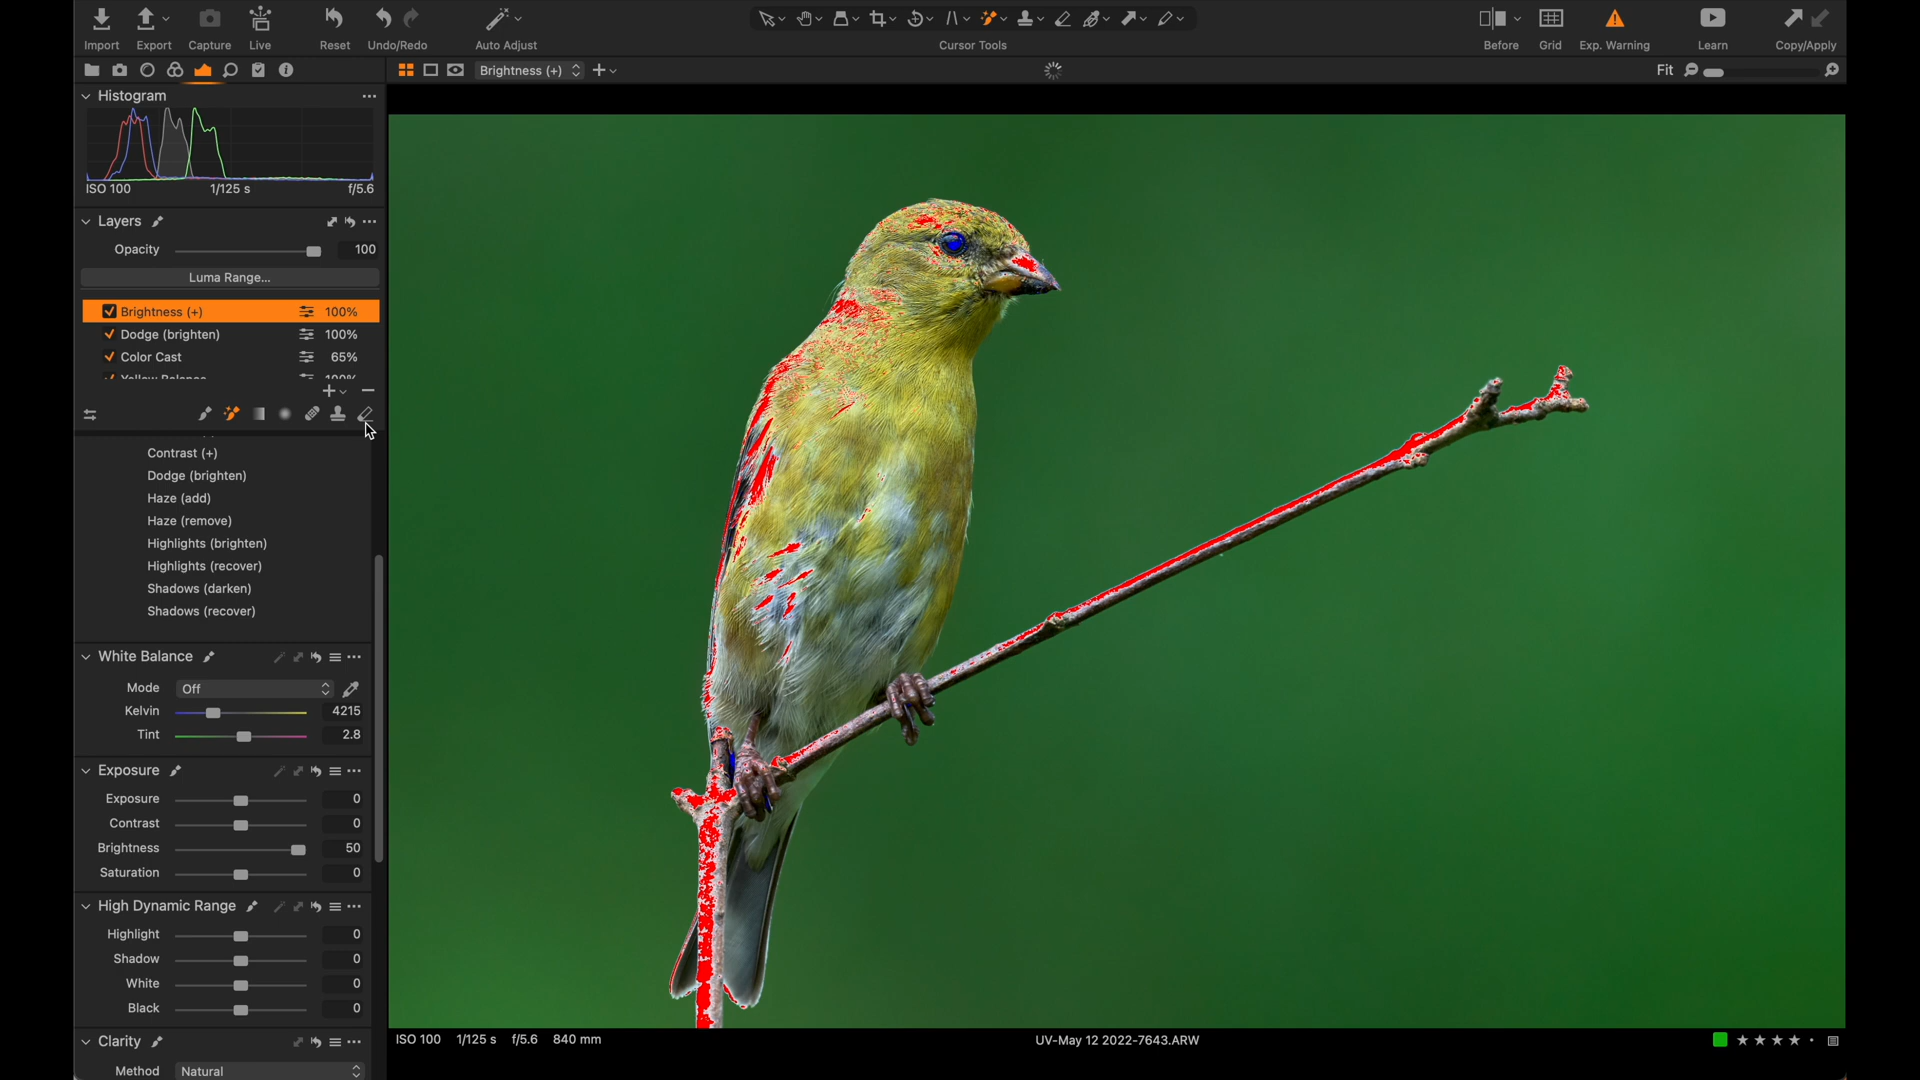 Import Export Capture Live Reset Undo/Redo Auto Adjust Cursor Tools Before Grid Exp. Warning Learn Copy/Apply
Brightness (+) Fit
Histogram
ISO 100 1/125 s f/5.6
Layers
Opacity 100
Luma Range...
Brightness (+) 100%
Dodge (brighten) 100%
Color Cast 65%
Yellow Balance 100%
Contrast (+)
Dodge (brighten)
Haze (add)
Haze (remove)
Highlights (brighten)
Highlights (recover)
Shadows (darken)
Shadows (recover)
White Balance
Mode Off
Kelvin 4215
Tint 2.8
Exposure
Exposure 0
Contrast 0
Brightness 50
Saturation 0
High Dynamic Range
Highlight 0
Shadow 0
White 0
Black 0
Clarity
Method Natural
ISO 100 1/125 s f/5.6 840 mm UV-May 12 2022-7643.ARW